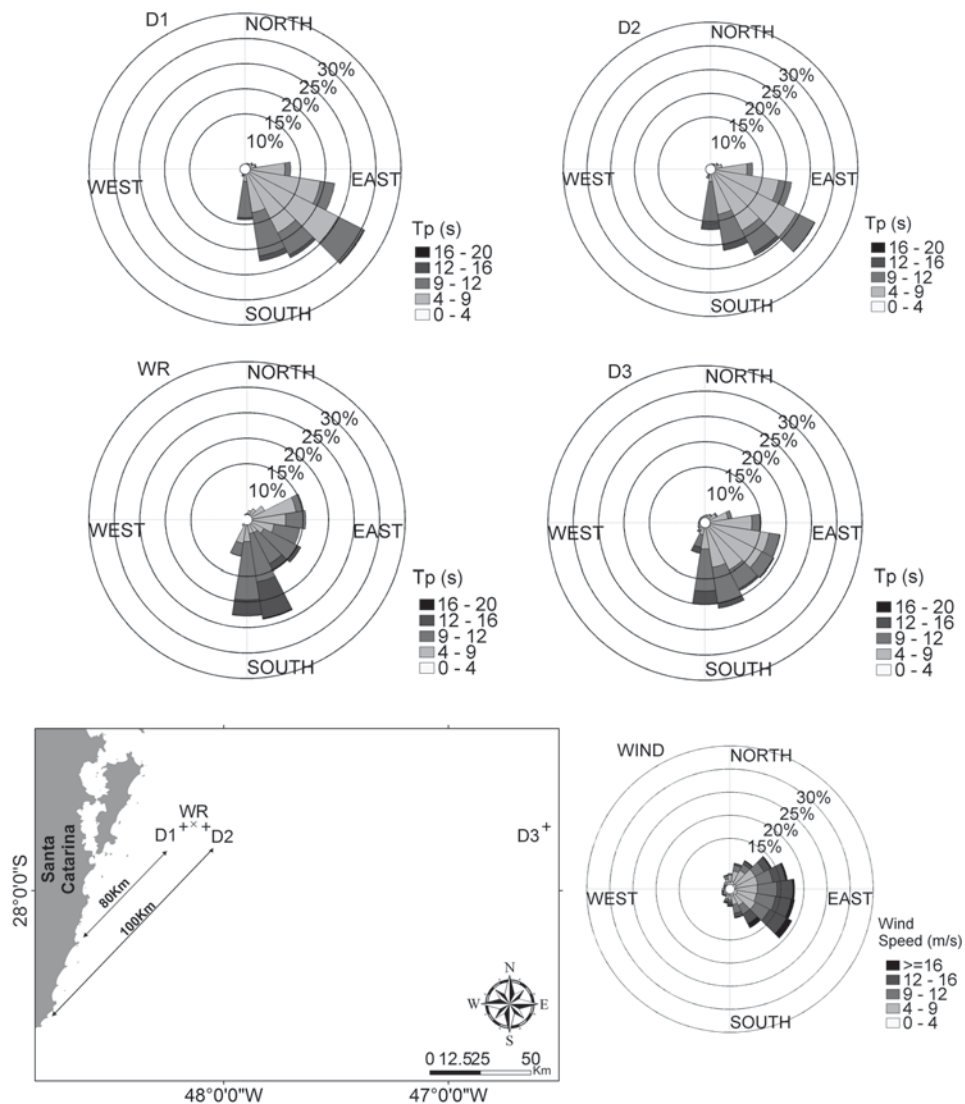 D1
NORTH
30%
25%
20%
15%
10%
WEST
EAST
SOUTH
Tp (s)
16 - 20
12 - 16
9 - 12
4 - 9
0 - 4
D2
NORTH
30%
25%
20%
15%
10%
WEST
EAST
SOUTH
Tp (s)
16 - 20
12 - 16
9 - 12
4 - 9
0 - 4
WR
NORTH
30%
25%
20%
15%
10%
WEST
EAST
SOUTH
Tp (s)
16 - 20
12 - 16
9 - 12
4 - 9
0 - 4
D3
NORTH
30%
25%
20%
15%
10%
WEST
EAST
SOUTH
Tp (s)
16 - 20
12 - 16
9 - 12
4 - 9
0 - 4
28°0'0"S
Santa
Catarina
WR
D1
D2
D3
80Km
100Km
N
W
E
S
0 12.525 50
Km
48°0'0"W
47°0'0"W
WIND
NORTH
30%
25%
20%
15%
WEST
EAST
SOUTH
Wind
Speed (m/s)
>=16
12 - 16
9 - 12
4 - 9
0 - 4